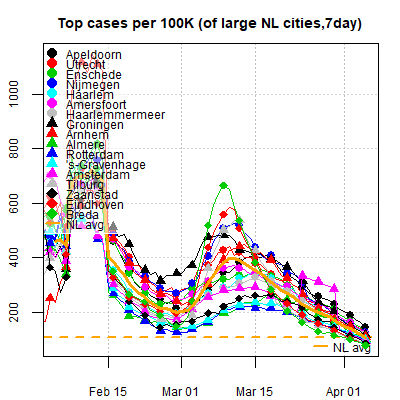 Top cases per 100K (of large NL cities,7day)
Apeldoorn
Utrecht
Enschede
Nijmegen
Haarlem
Amersfoort
Haarlemmermeer
Groningen
Arnhem
Almere
Rotterdam
's-Gravenhage
Amsterdam
Tilburg
Zaanstad
Eindhoven
Breda
NL avg
1000
800
600
400
200
NL avg
Feb 15
Mar 01
Mar 15
Apr 01